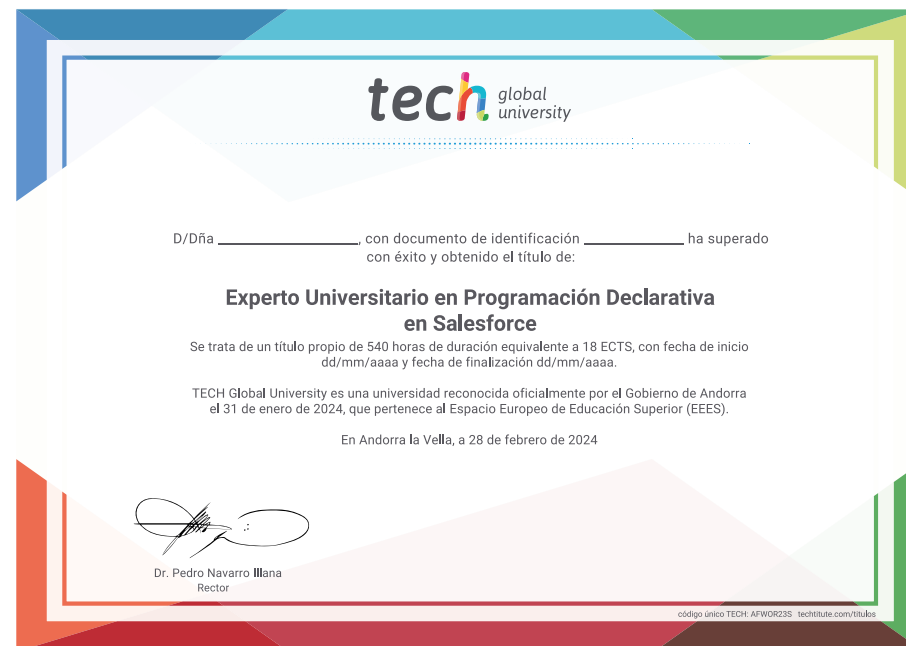 tech global university
D/Dña ____________________, con documento de identificación ______________ ha superado
con éxito y obtenido el título de:
Experto Universitario en Programación Declarativa
en Salesforce
Se trata de un título propio de 540 horas de duración equivalente a 18 ECTS, con fecha de inicio
dd/mm/aaaa y fecha de finalización dd/mm/aaaa.
TECH Global University es una universidad reconocida oficialmente por el Gobierno de Andorra
el 31 de enero de 2024, que pertenece al Espacio Europeo de Educación Superior (EEES).
En Andorra la Vella, a 28 de febrero de 2024
Dr. Pedro Navarro Illana
Rector
código único TECH: AFWOR23S techtitute.com/titulos